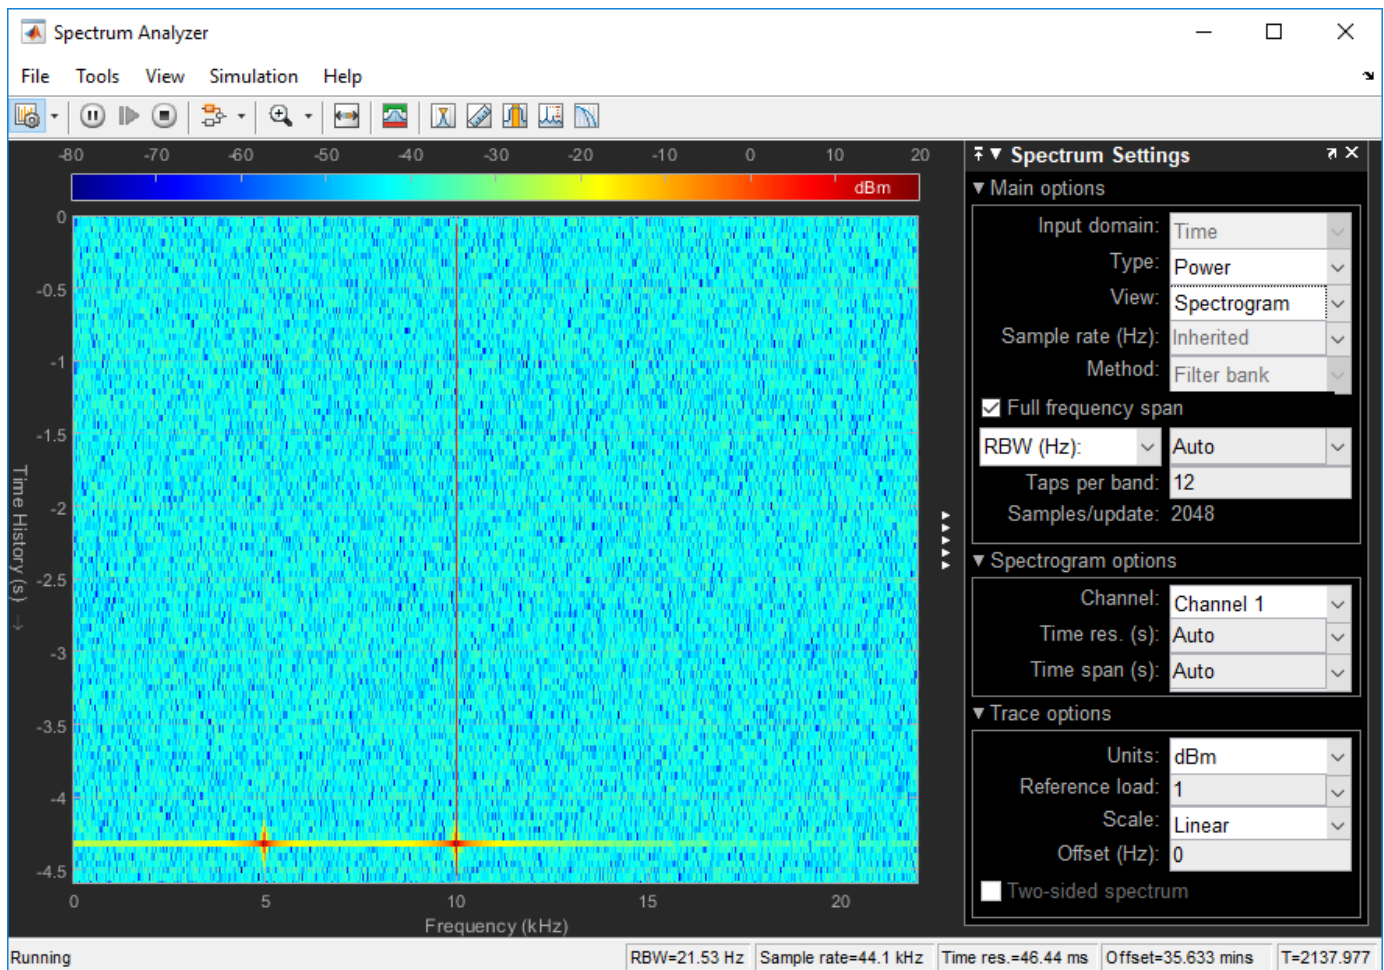 Spectrum Analyzer
File Tools View Simulation Help
-80 -70 -60 -50 -40 -30 -20 -10 0 10 20
dBm
0
-0.5
-1
-1.5
-2
-2.5
-3
-3.5
-4
-4.5
Time History (s) →
0 5 10 15 20
Frequency (kHz)
Spectrum Settings
Main options
Input domain: Time
Type: Power
View: Spectrogram
Sample rate (Hz): Inherited
Method: Filter bank
Full frequency span
RBW (Hz): Auto
Taps per band: 12
Samples/update: 2048
Spectrogram options
Channel: Channel 1
Time res. (s): Auto
Time span (s): Auto
Trace options
Units: dBm
Reference load: 1
Scale: Linear
Offset (Hz): 0
Two-sided spectrum
Running RBW=21.53 Hz Sample rate=44.1 kHz Time res.=46.44 ms Offset=35.633 mins T=2137.977